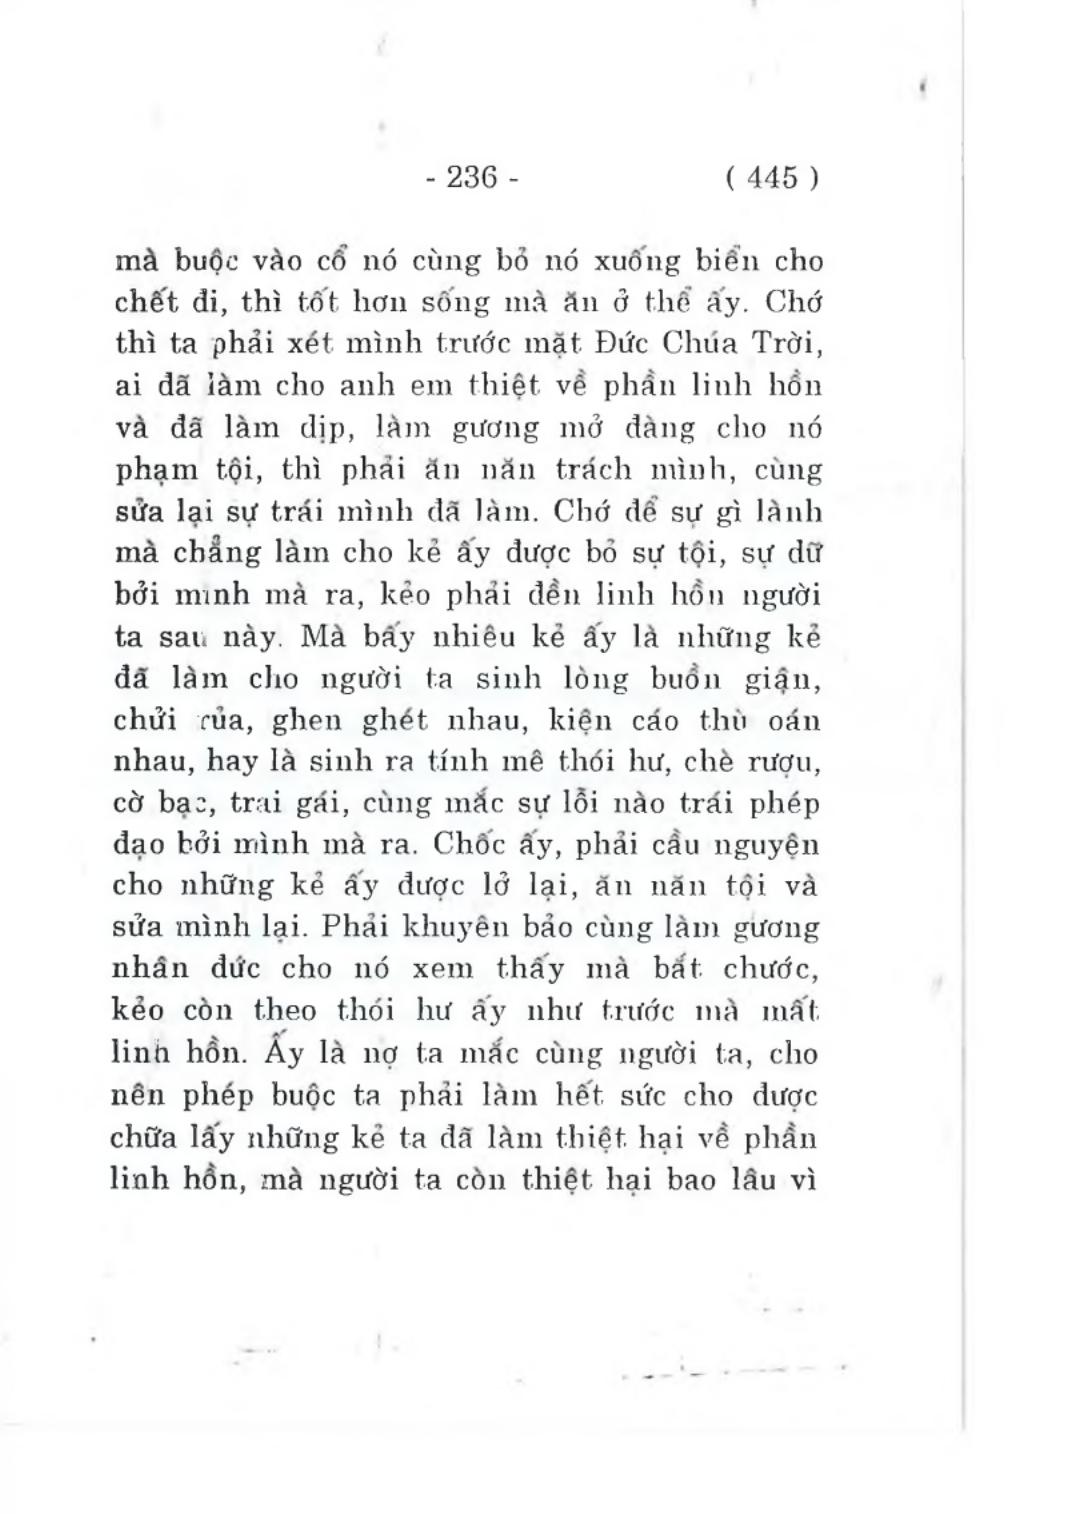 - 236 - ( 445 )
mà buộc vào cổ nó cùng bỏ nó xuống biển cho
chết đi, thì tốt hơn sống mà ăn ở thể ấy. Chớ
thì ta phải xét mình trước mặt Đức Chúa Trời,
ai đã làm cho anh em thiệt về phần linh hồn
và đã làm dịp, làm gương mở đàng cho nó
phạm tội, thì phải ăn năn trách mình, cùng
sửa lại sự trái mình đã làm. Chớ để sự gì lành
mà chẳng làm cho kẻ ấy được bỏ sự tội, sự dữ
bởi mình mà ra, kẻo phải đền linh hồn người
ta sau này. Mà bấy nhiêu kẻ ấy là những kẻ
đã làm cho người ta sinh lòng buồn giận,
chửi rủa, ghen ghét nhau, kiện cáo thù oán
nhau, hay là sinh ra tính mê thói hư, chè rượu,
cờ bạc, trai gái, cùng mắc sự lỗi nào trái phép
đạo bởi mình mà ra. Chốc ấy, phải cầu nguyện
cho những kẻ ấy được lở lại, ăn năn tội và
sửa mình lại. Phải khuyên bảo cùng làm gương
nhân đức cho nó xem thấy mà bắt chước,
kẻo còn theo thói hư ấy như trước mà mất
linh hồn. Ấy là nợ ta mắc cùng người ta, cho
nên phép buộc ta phải làm hết sức cho được
chữa lấy những kẻ ta đã làm thiệt hại về phần
linh hồn, mà người ta còn thiệt hại bao lâu vì